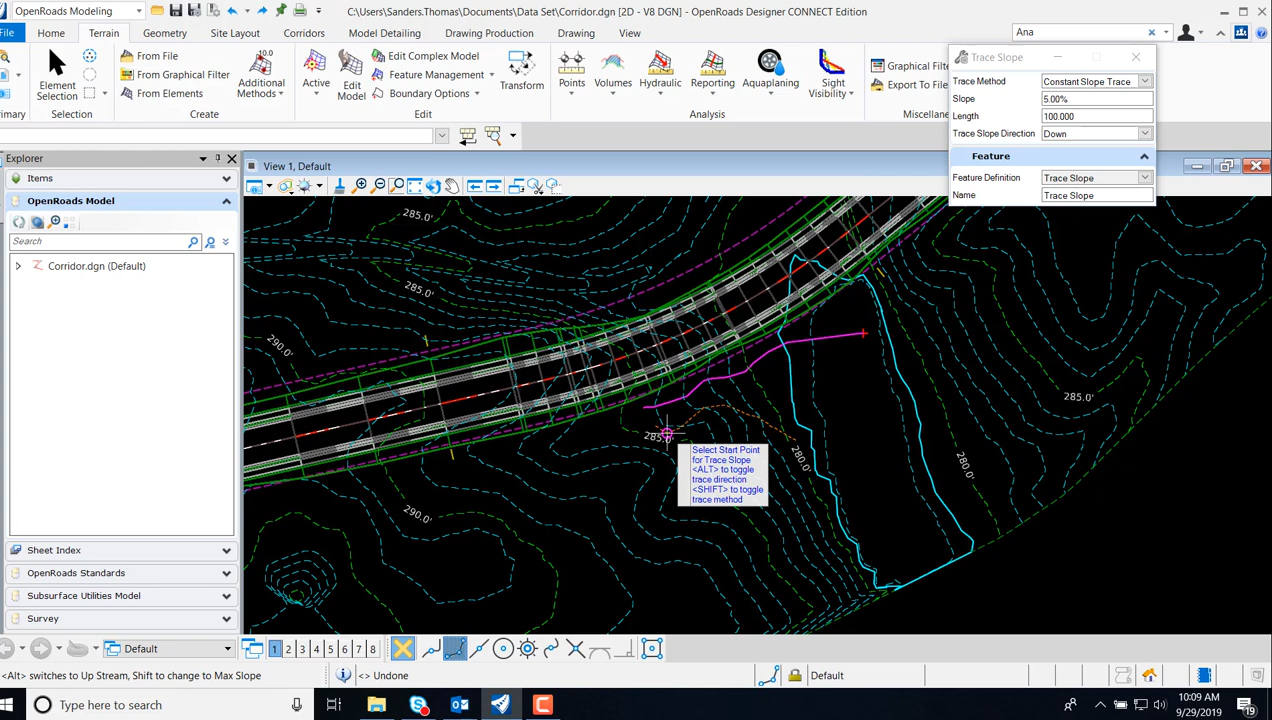 OpenRoads Modeling
C:\Users\Sanders.Thomas\Documents\Data Set\Corridor.dgn [2D - V8 DGN] - OpenRoads Designer CONNECT Edition
File Home Terrain Geometry Site Layout Corridors Model Detailing Drawing Production Drawing View
Ana
Element Selection
Selection
From File
From Graphical Filter
From Elements
Additional Methods
Create
Active
Edit Model
Edit Complex Model
Feature Management
Boundary Options
Edit
Transform
Points
Volumes
Hydraulic
Reporting
Aquaplaning
Sight Visibility
Analysis
Graphical Filte
Export To File
Miscellane
rimary
10.0
Trace Slope
Trace Method Constant Slope Trace
Slope 5.00%
Length 100.000
Trace Slope Direction Down
Feature
Feature Definition Trace Slope
Name Trace Slope
Explorer
Items
OpenRoads Model
Search
Corridor.dgn (Default)
Sheet Index
OpenRoads Standards
Subsurface Utilities Model
Survey
View 1, Default
285.0'
285.0'
290.0'
285.0'
290.0'
280.0'
280.0'
285.0'
Select Start Point
for Trace Slope
<ALT> to toggle
trace direction
<SHIFT> to toggle
trace method
Default
1 2 3 4 5 6 7 8
<Alt> switches to Up Stream, Shift to change to Max Slope
<> Undone
Default
Type here to search
10:09 AM
9/29/2019
19